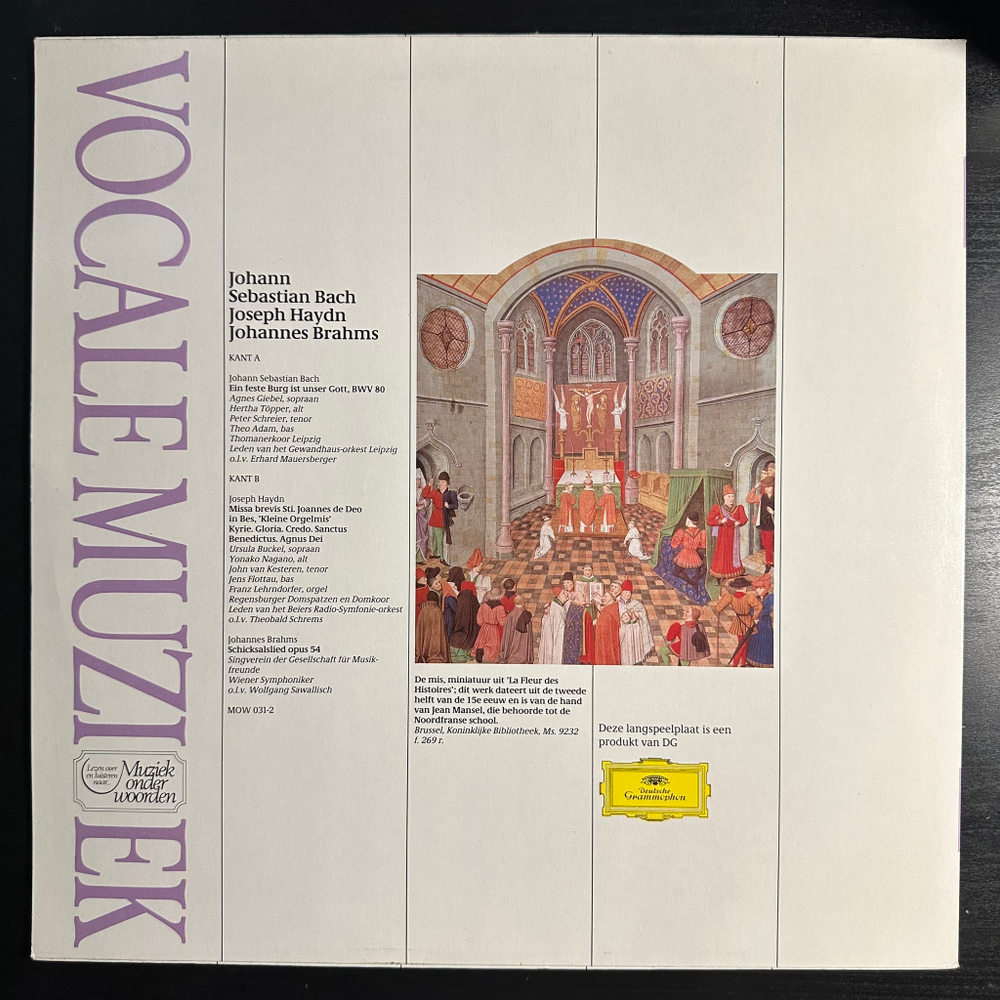 VOCALE MUZIEK
Lezen over
en luisteren
naar...
Muziek
onder
woorden
Johann
Sebastian Bach
Joseph Haydn
Johannes Brahms
KANT A
Johann Sebastian Bach
Ein feste Burg ist unser Gott, BWV 80
Agnes Giebel, sopraan
Hertha Töpper, alt
Peter Schreier, tenor
Theo Adam, bas
Thomanerkoor Leipzig
Leden van het Gewandhaus-orkest Leipzig
o.l.v. Erhard Mauersberger
KANT B
Joseph Haydn
Missa brevis Sti. Joannes de Deo
in Bes, 'Kleine Orgelmis'
Kyrie. Gloria. Credo. Sanctus
Benedictus. Agnus Dei
Ursula Buckel, sopraan
Yonako Nagano, alt
John van Kesteren, tenor
Jens Flottau, bas
Franz Lehrndorfer, orgel
Regensburger Domspatzen en Domkoor
Leden van het Beiers Radio-Symfonie-orkest
o.l.v. Theobald Schrems
Johannes Brahms
Schicksalslied opus 54
Singverein der Gesellschaft für Musik-
freunde
Wiener Symphoniker
o.l.v. Wolfgang Sawallisch
MOW 031-2
De mis, miniatuur uit 'La Fleur des
Histoires'; dit werk dateert uit de tweede
helft van de 15e eeuw en is van de hand
van Jean Mansel, die behoorde tot de
Noordfranse school.
Brussel, Koninklijke Bibliotheek, Ms. 9232
f. 269 r.
Deze langspeelplaat is een
produkt van DG
Deutsche
Grammophon